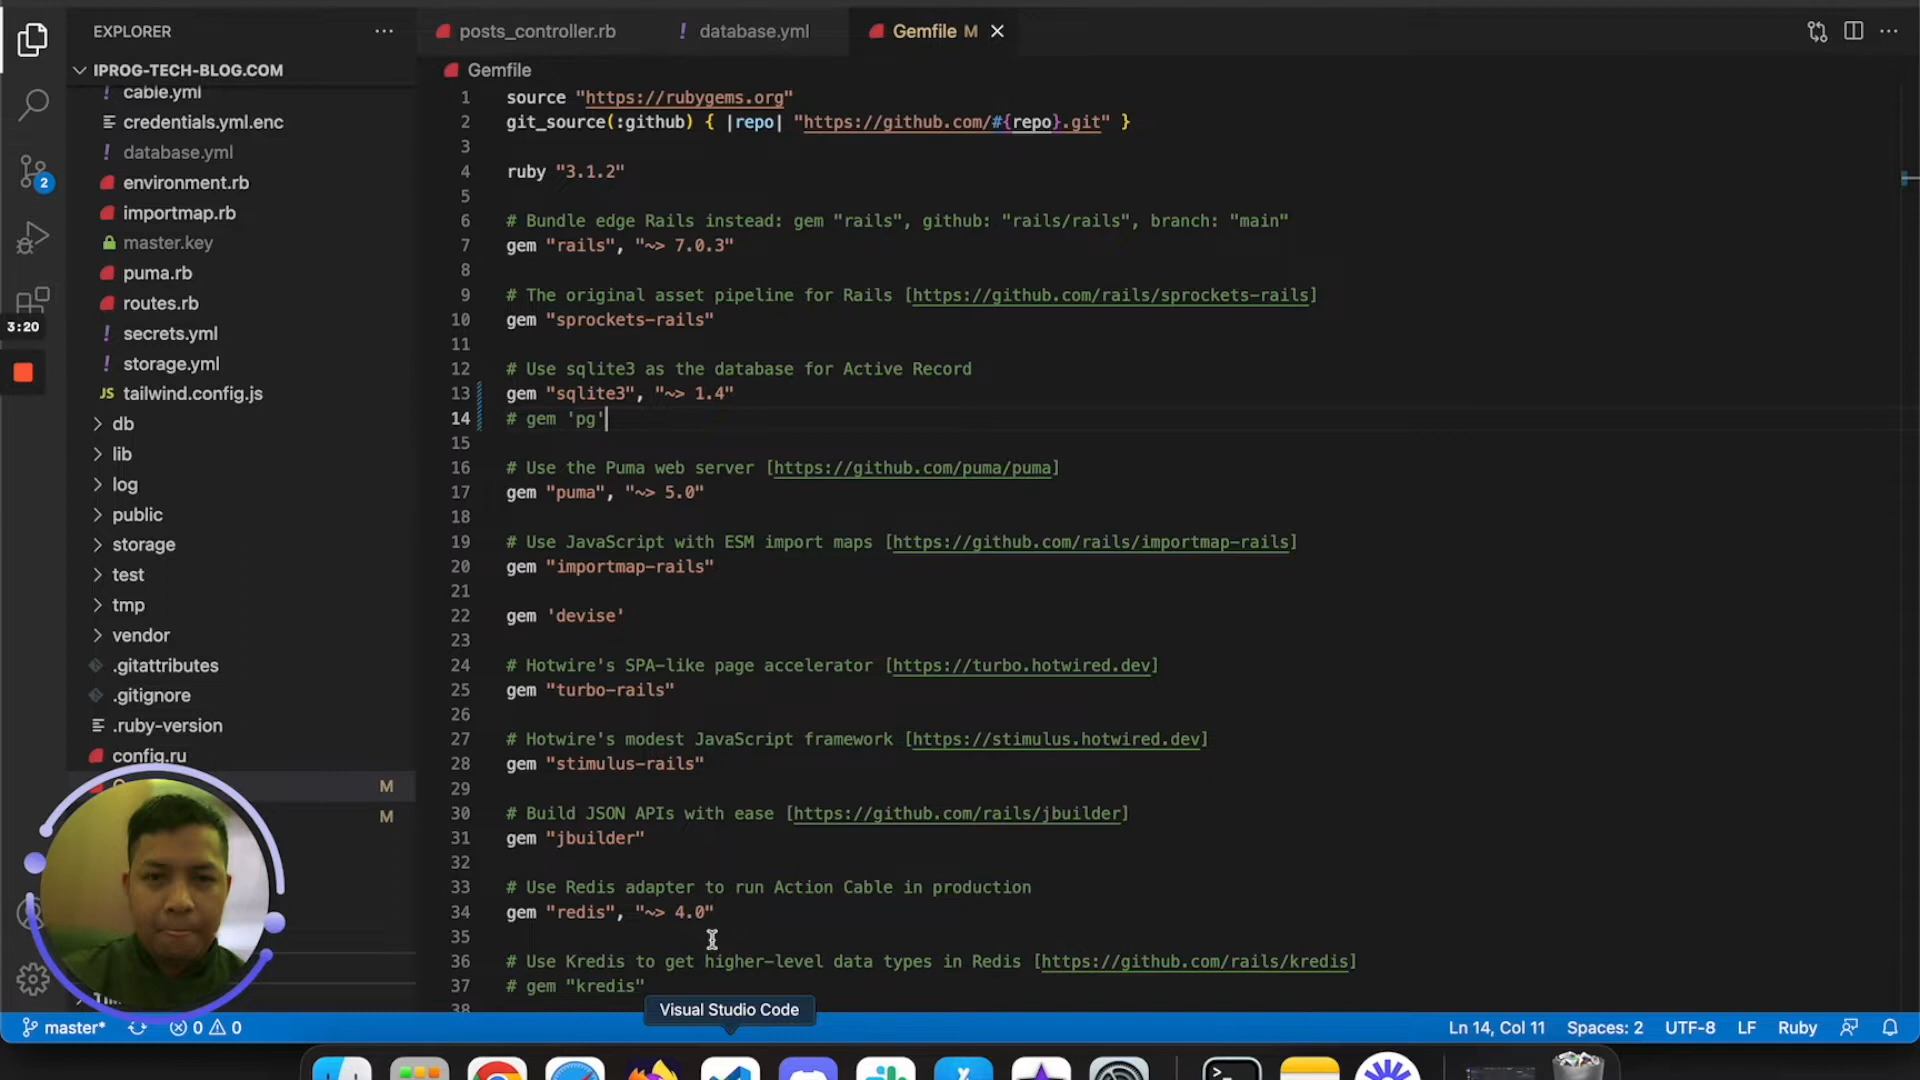 EXPLORER
posts_controller.rb
database.yml
Gemfile M
IPROG-TECH-BLOG.COM
Gemfile
cable.yml
credentials.yml.enc
database.yml
environment.rb
importmap.rb
master.key
puma.rb
routes.rb
secrets.yml
storage.yml
JS tailwind.config.js
db
lib
log
public
storage
test
tmp
vendor
.gitattributes
.gitignore
.ruby-version
config.ru
M
M
2
3:20
1 source "https://rubygems.org"
2 git_source(:github) { |repo| "https://github.com/#{repo}.git" }
3
4 ruby "3.1.2"
5
6 # Bundle edge Rails instead: gem "rails", github: "rails/rails", branch: "main"
7 gem "rails", "~> 7.0.3"
8
9 # The original asset pipeline for Rails [https://github.com/rails/sprockets-rails]
10 gem "sprockets-rails"
11
12 # Use sqlite3 as the database for Active Record
13 gem "sqlite3", "~> 1.4"
14 # gem 'pg'
15
16 # Use the Puma web server [https://github.com/puma/puma]
17 gem "puma", "~> 5.0"
18
19 # Use JavaScript with ESM import maps [https://github.com/rails/importmap-rails]
20 gem "importmap-rails"
21
22 gem 'devise'
23
24 # Hotwire's SPA-like page accelerator [https://turbo.hotwired.dev]
25 gem "turbo-rails"
26
27 # Hotwire's modest JavaScript framework [https://stimulus.hotwired.dev]
28 gem "stimulus-rails"
29
30 # Build JSON APIs with ease [https://github.com/rails/jbuilder]
31 gem "jbuilder"
32
33 # Use Redis adapter to run Action Cable in production
34 gem "redis", "~> 4.0"
35
36 # Use Kredis to get higher-level data types in Redis [https://github.com/rails/kredis]
37 # gem "kredis"
38
Visual Studio Code
master* 0 0
Ln 14, Col 11 Spaces: 2 UTF-8 LF Ruby